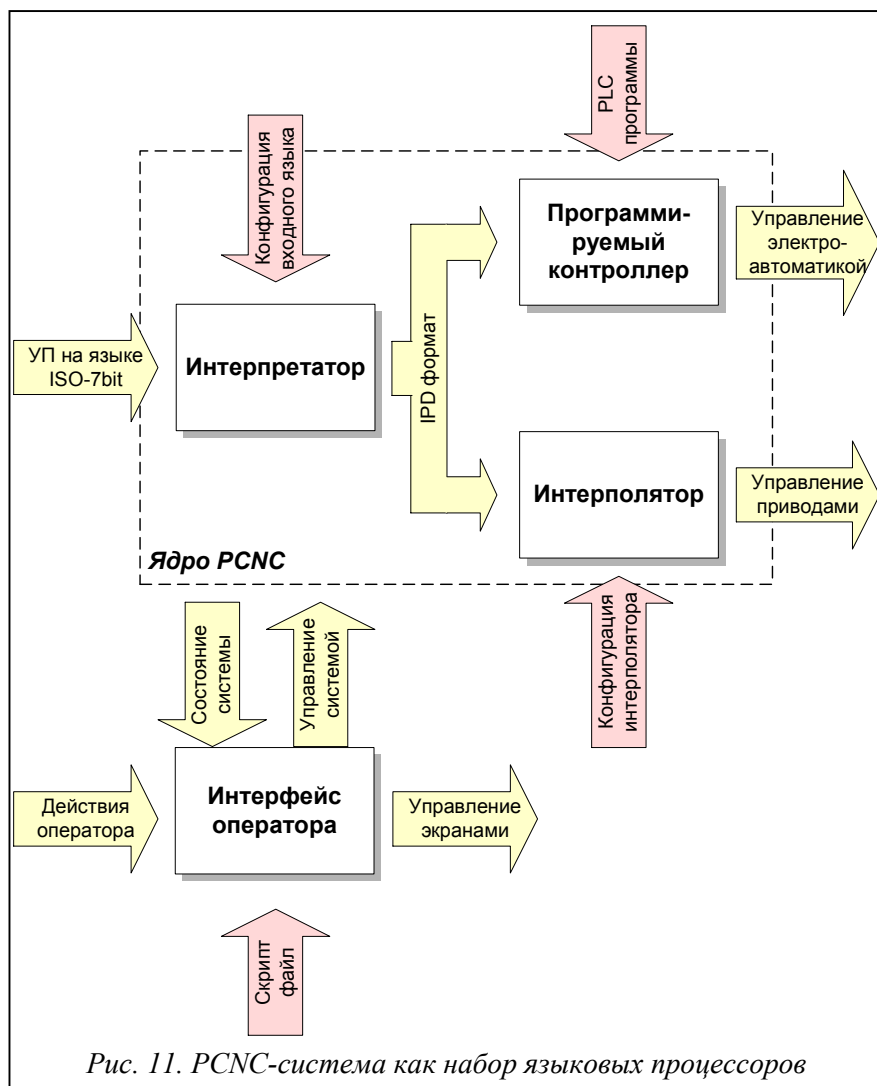 PLC
программы
Конфигурация
входного языка
Программи-
руемый
контроллер
Управление
электро-
автоматикой
УП на языке
ISO-7bit
Интерпретатор
IPD формат
Интерполятор
Управление
приводами
Ядро PCNC
Состояние
системы
Управление
системой
Конфигурация
интерполятора
Действия
оператора
Интерфейс
оператора
Управление
экранами
Скрипт
файл
Рис. 11. PCNC-система как набор языковых процессоров